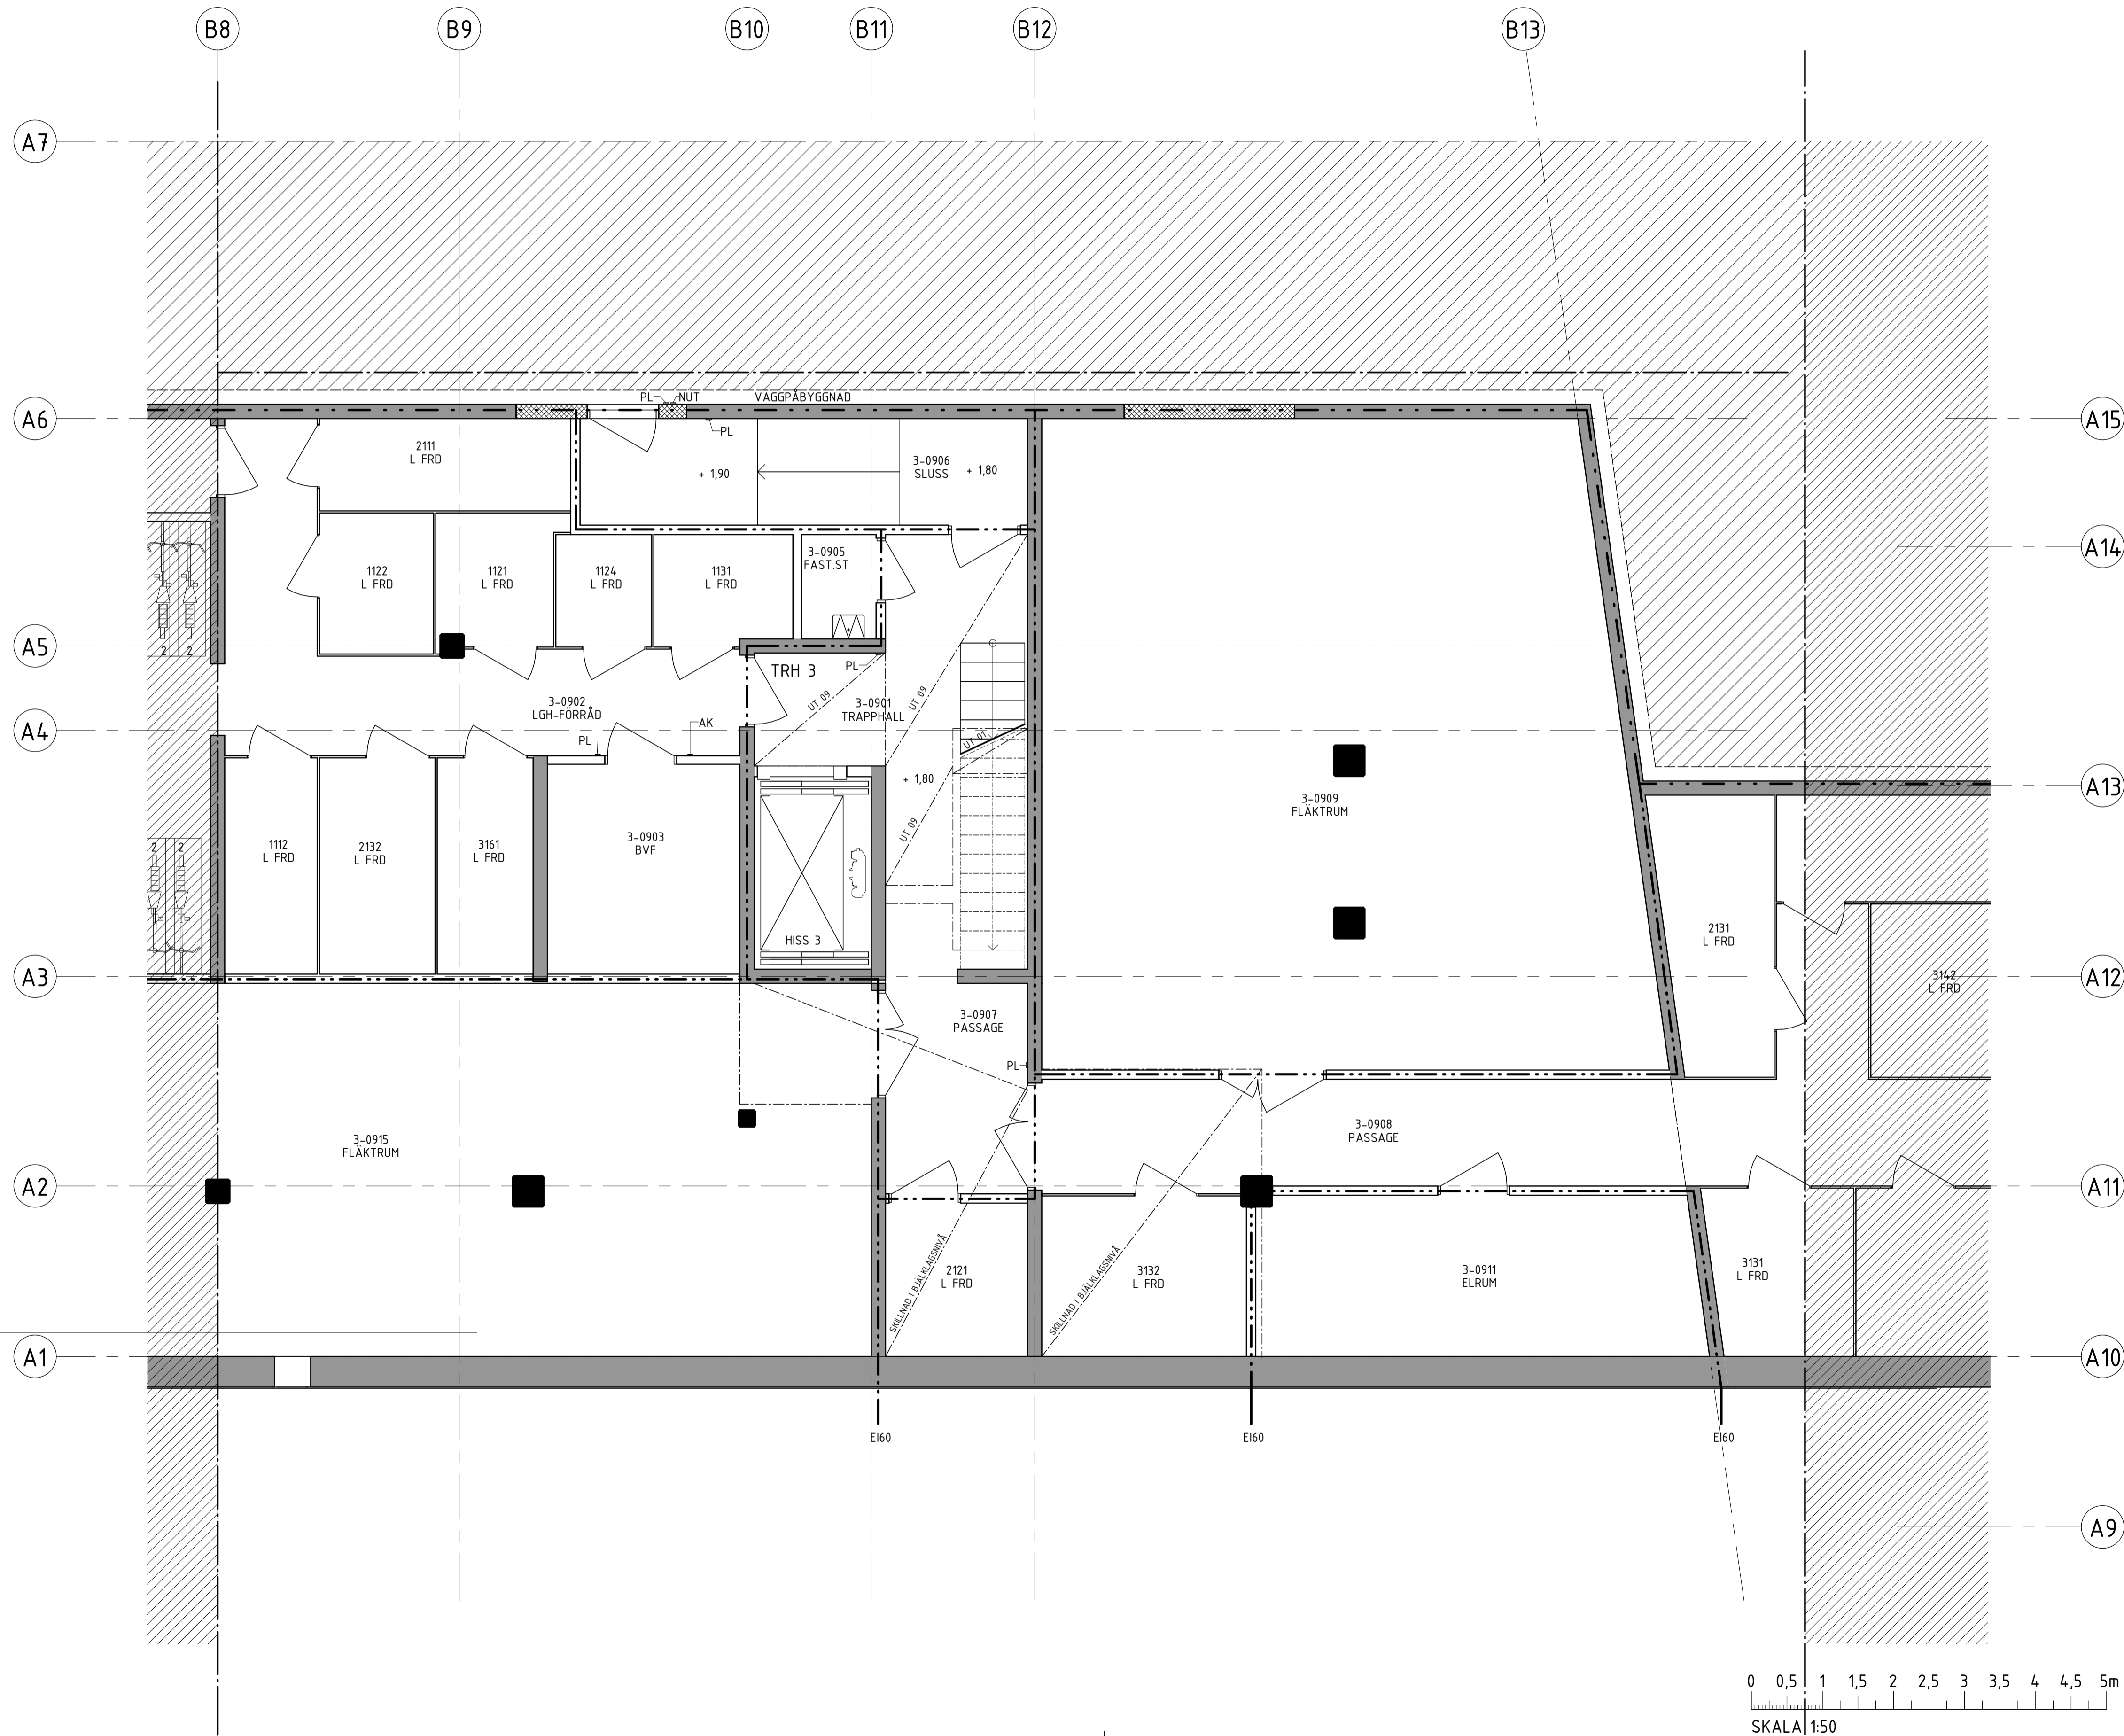 B8
B9
B10
B11
B12
B13
A7
PL
NUT
VÄGGPÅBYGGNAD
A6
A15
PL
2111
L FRD
3-0906
SLUSS
+ 1,90
+ 1,80
A14
3-0905
FAST.ST
1122
L FRD
1121
L FRD
1124
L FRD
1131
L FRD
2 2
A5
TRH 3
PL
UT 09
UT 09
3-0902
LGH-FÖRRÅD
3-0901
TRAPPHALL
A4
AK
PL
UT 01
+ 1,80
A13
3-0909
FLÄKTRUM
UT 09
2 2
1112
L FRD
2132
L FRD
3161
L FRD
3-0903
BVF
HISS 3
2131
L FRD
A3
3142
L FRD
A12
3-0907
PASSAGE
PL
3-0915
FLÄKTRUM
3-0908
PASSAGE
A2
A11
SKILLNAD I BJÄLKLAGSNIVÅ
2121
L FRD
SKILLNAD I BJÄLKLAGSNIVÅ
3132
L FRD
3-0911
ELRUM
3131
L FRD
A1
A10
EI60
EI60
EI60
A9
0 0,5 1 1,5 2 2,5 3 3,5 4 4,5 5m
SKALA 1:50